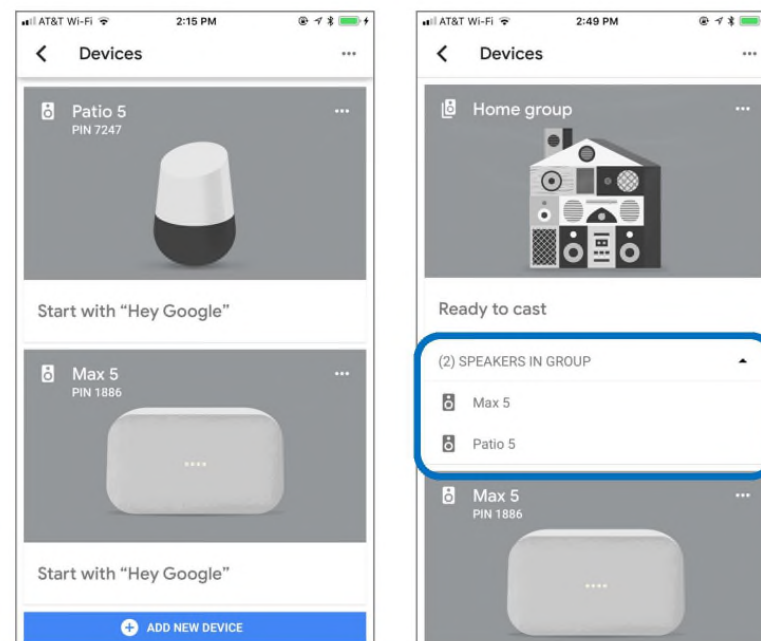 AT&T Wi-Fi 2:15 PM
Devices
Patio 5
PIN 7247
Start with “Hey Google”
Max 5
PIN 1886
Start with “Hey Google”
ADD NEW DEVICE
AT&T Wi-Fi 2:49 PM
Devices
Home group
Ready to cast
(2) SPEAKERS IN GROUP
Max 5
Patio 5
Max 5
PIN 1886